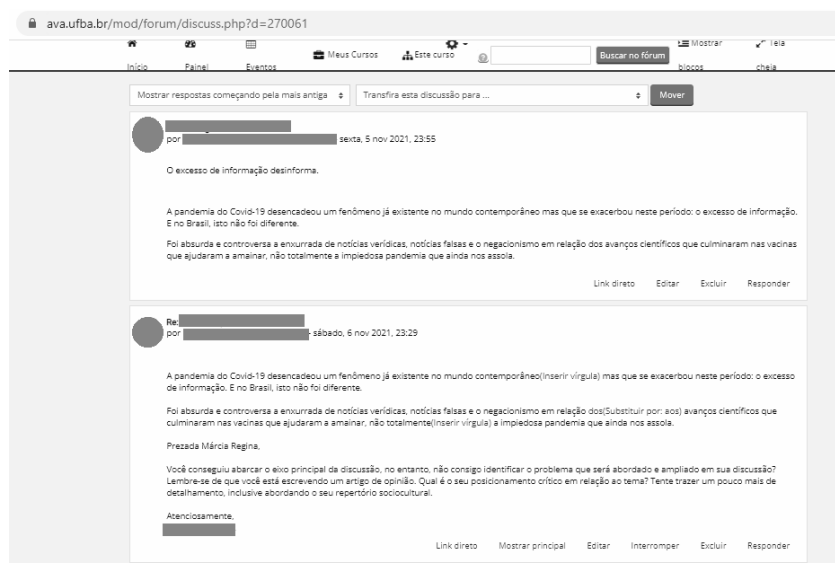 ava.ufba.br/mod/forum/discuss.php?d=270061
Início Painel Eventos Meus Cursos Este curso Buscar no fórum Mostrar blocos Tela cheia
Mostrar respostas começando pela mais antiga Transfira esta discussão para ... Mover
por sexta, 5 nov 2021, 23:55
O excesso de informação desinforma.
A pandemia do Covid-19 desencadeou um fenômeno já existente no mundo contemporâneo mas que se exacerbou neste período: o excesso de informação.
E no Brasil, isto não foi diferente.
Foi absurda e controversa a enxurrada de notícias verídicas, notícias falsas e o negacionismo em relação dos avanços científicos que culminaram nas vacinas
que ajudaram a amainar, não totalmente a impiedosa pandemia que ainda nos assola.
Link direto Editar Excluir Responder
Re:
por - sábado, 6 nov 2021, 23:29
A pandemia do Covid-19 desencadeou um fenômeno já existente no mundo contemporâneo(Inserir vírgula) mas que se exacerbou neste período: o excesso
de informação. E no Brasil, isto não foi diferente.
Foi absurda e controversa a enxurrada de notícias verídicas, notícias falsas e o negacionismo em relação dos(Substituir por: aos) avanços científicos que
culminaram nas vacinas que ajudaram a amainar, não totalmente(Inserir vírgula) a impiedosa pandemia que ainda nos assola.
Prezada Márcia Regina,
Você conseguiu abarcar o eixo principal da discussão, no entanto, não consigo identificar o problema que será abordado e ampliado em sua discussão?
Lembre-se de que você está escrevendo um artigo de opinião. Qual é o seu posicionamento crítico em relação ao tema? Tente trazer um pouco mais de
detalhamento, inclusive abordando o seu repertório sociocultural.
Atenciosamente,
Link direto Mostrar principal Editar Interromper Excluir Responder